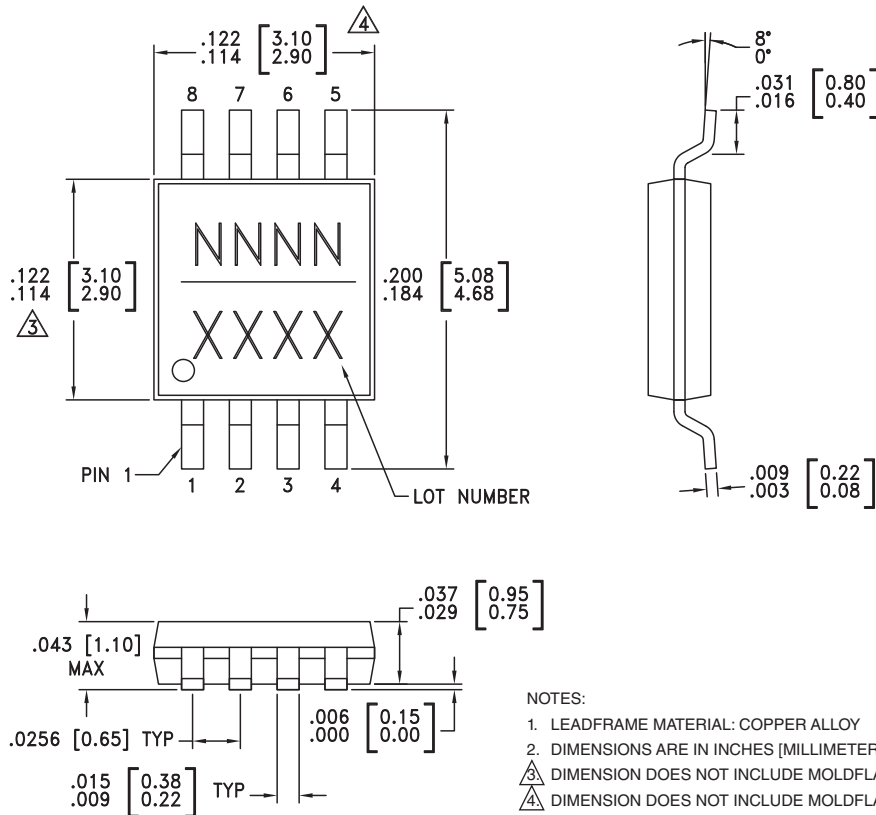 4
.122 [3.10
.114 2.90]
8°
0°
.031 [0.80
.016 0.40]
8 7 6 5
NNNN
.122 [3.10
.114 2.90]
3
.200 [5.08
.184 4.68]
XXXX
PIN 1
1 2 3 4
LOT NUMBER
.009 [0.22
.003 0.08]
.037 [0.95
.029 0.75]
.043 [1.10]
MAX
.006 [0.15
.000 0.00]
.0256 [0.65] TYP
.015 [0.38
.009 0.22] TYP
NOTES:
1. LEADFRAME MATERIAL: COPPER ALLOY
2. DIMENSIONS ARE IN INCHES [MILLIMETER
3. DIMENSION DOES NOT INCLUDE
4. DIMENSION DOES NOT INCLUDE